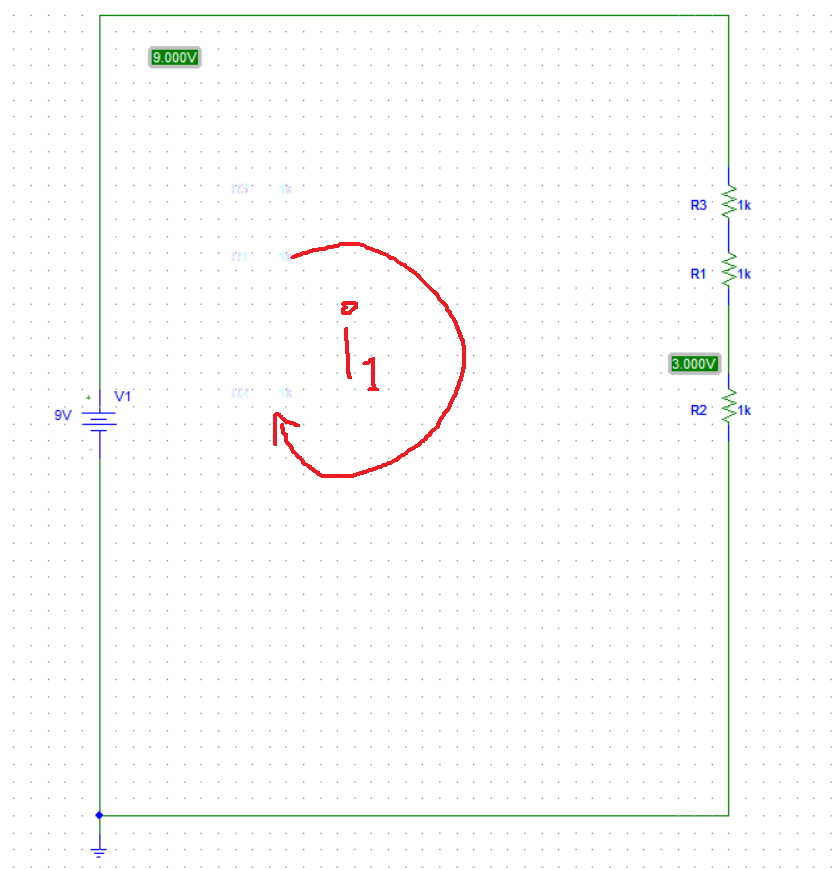 9.000V
R3 1k
R1 1k
i1
3.000V
V1
9V
R2 1k